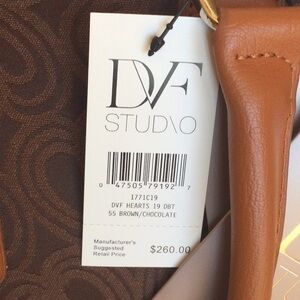 DVF
STUDIO
0 47505 79192 7
1771C19
DVF HEARTS 19 DBT
55 BROWN/CHOCOLATE
Manufacturer's
Suggested
Retail Price
$260.00